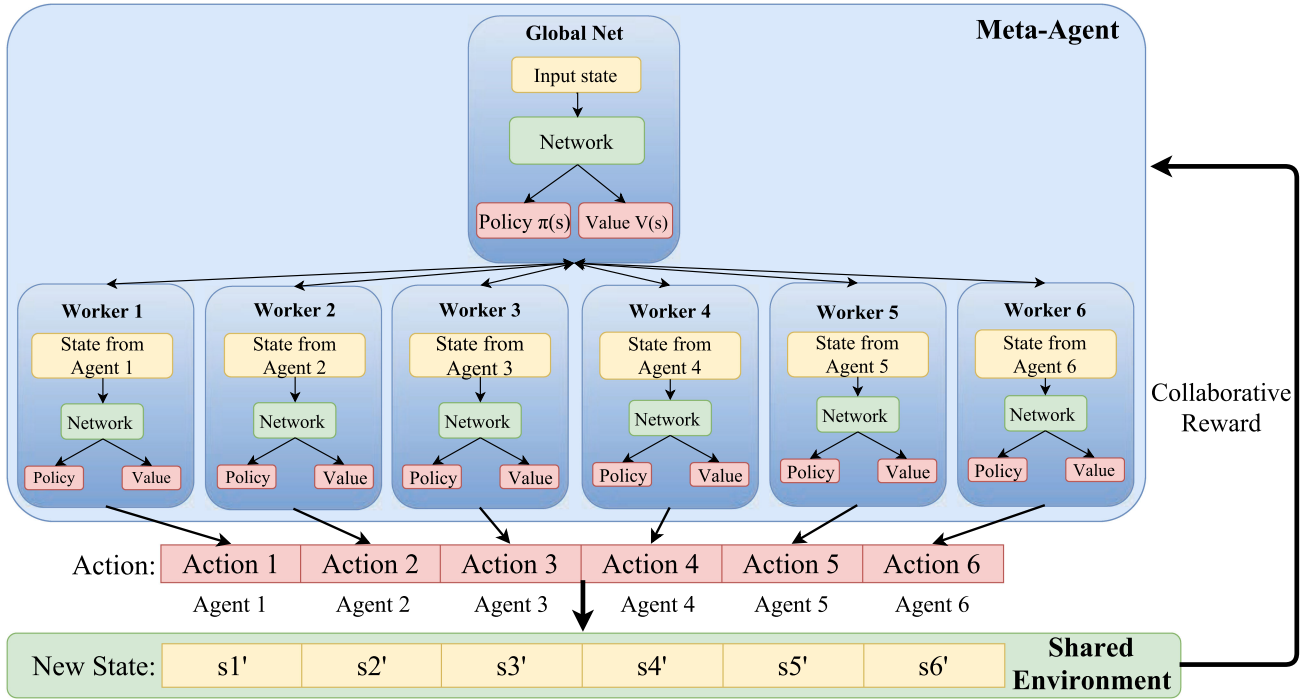 Meta-Agent
Global Net
Input state
Network
Policy π(s)
Value V(s)
Worker 1
State from
Agent 1
Network
Policy
Value
Worker 2
State from
Agent 2
Network
Policy
Value
Worker 3
State from
Agent 3
Network
Policy
Value
Worker 4
State from
Agent 4
Network
Policy
Value
Worker 5
State from
Agent 5
Network
Policy
Value
Worker 6
State from
Agent 6
Network
Policy
Value
Collaborative
Reward
Action: Action 1 Action 2 Action 3 Action 4 Action 5 Action 6
Agent 1 Agent 2 Agent 3 Agent 4 Agent 5 Agent 6
New State: s1' s2' s3' s4' s5' s6'
Shared
Environment